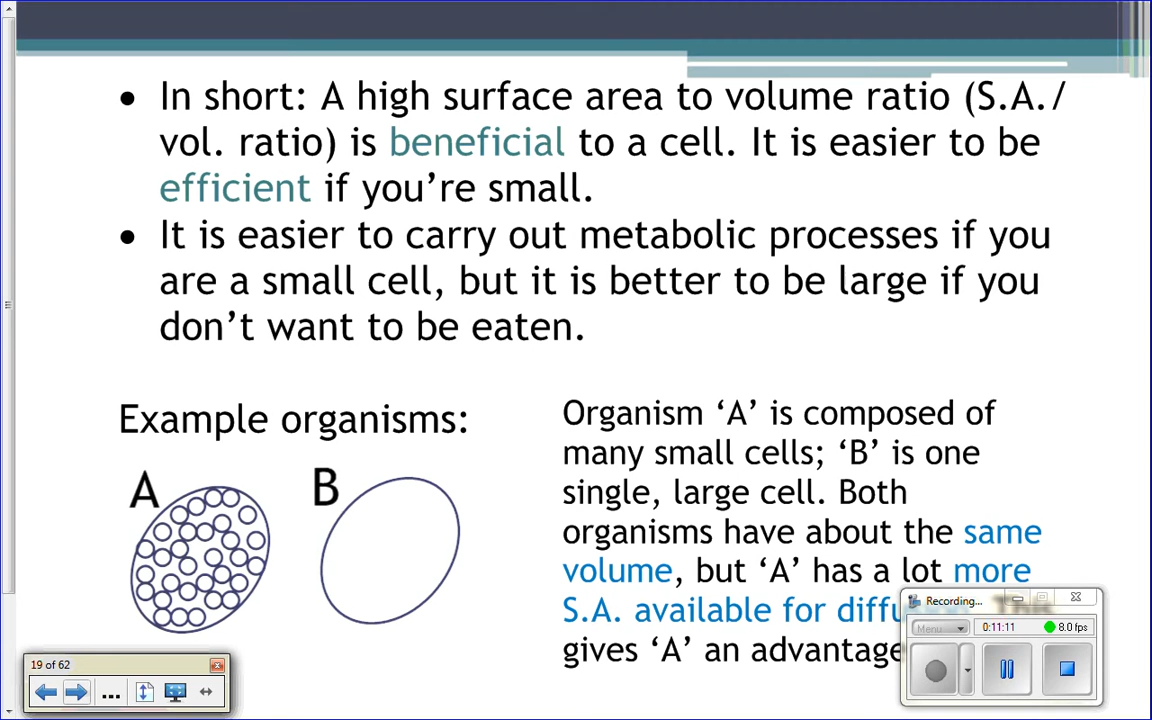 • In short: A high surface area to volume ratio (S.A./
vol. ratio) is beneficial to a cell. It is easier to be
efficient if you’re small.
• It is easier to carry out metabolic processes if you
are a small cell, but it is better to be large if you
don’t want to be eaten.
Example organisms:
A
B
Organism ‘A’ is composed of
many small cells; ‘B’ is one
single, large cell. Both
organisms have about the same
volume, but ‘A’ has a lot more
S.A. available for
gives ‘A’ an advantage
Recording...
Menu
0:11:11
8.0 fps
19 of 62
...